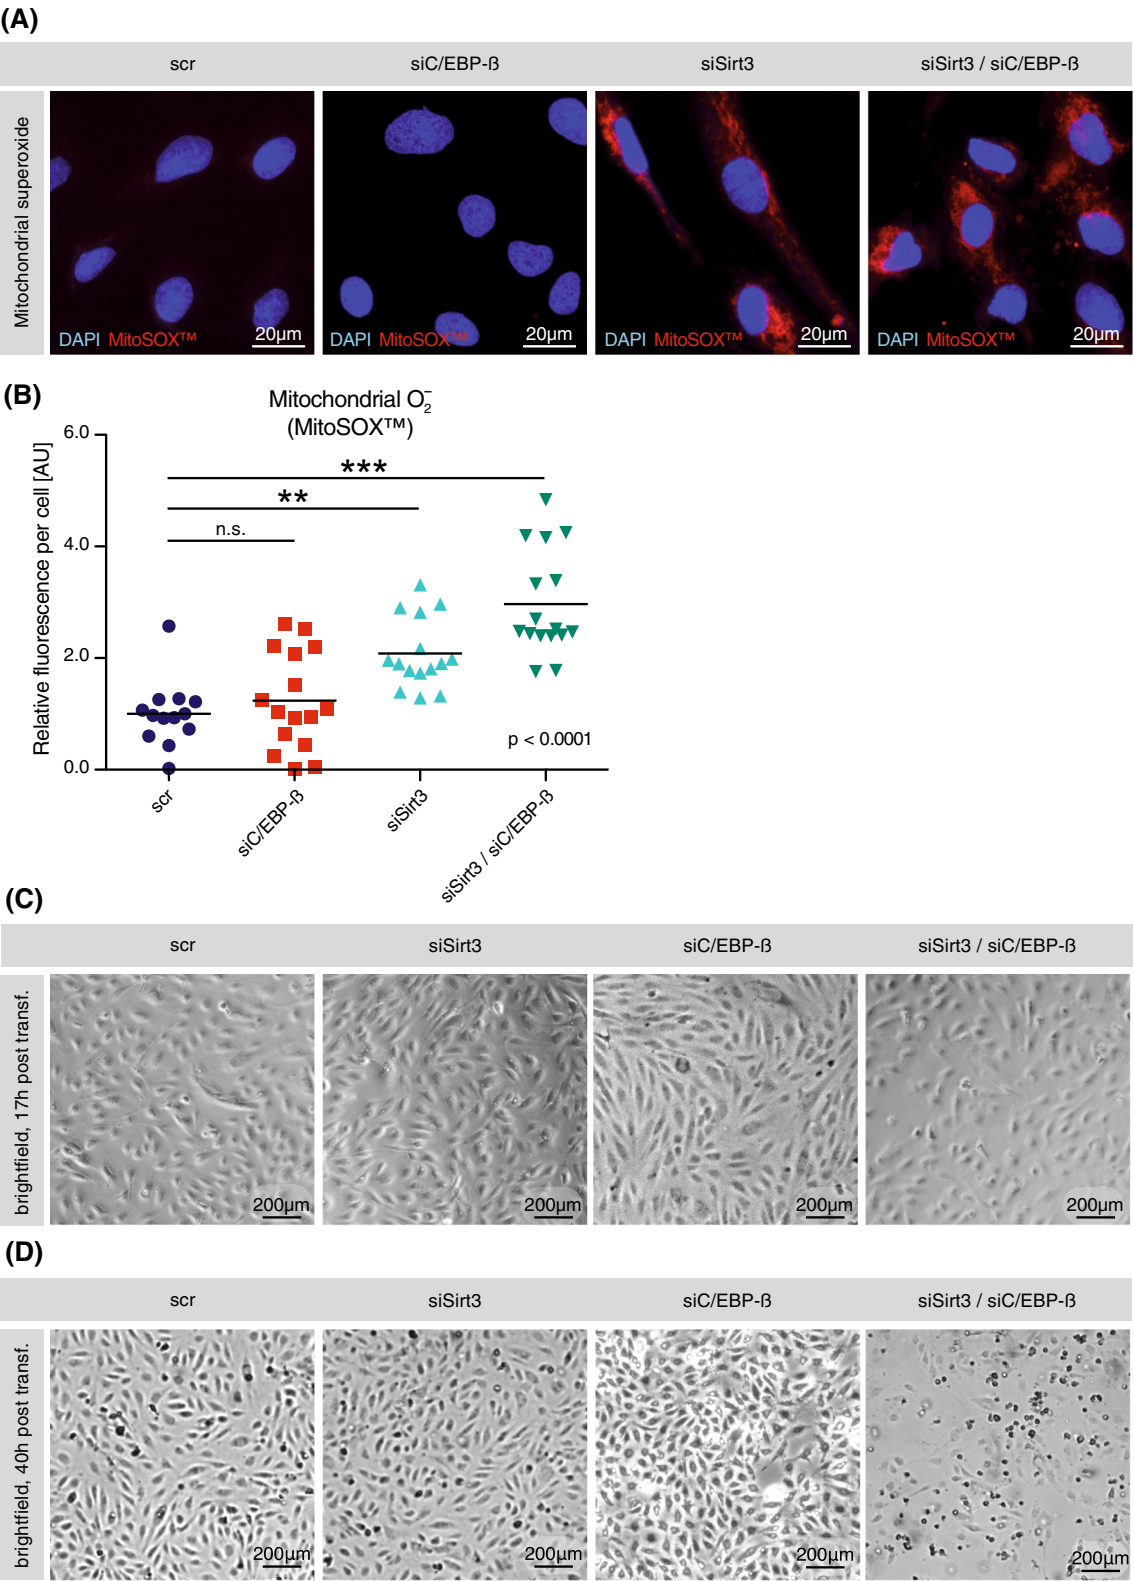 (A)
scr
siC/EBP-ß
siSirt3
siSirt3 / siC/EBP-ß
Mitochondrial superoxide
DAPI MitoSOX™
20µm
DAPI MitoSOX™
20µm
DAPI MitoSOX™
20µm
DAPI MitoSOX™
20µm
(B)
Mitochondrial O₂⁻
(MitoSOX™)
Relative fluorescence per cell [AU]
6.0
4.0
2.0
0.0
***
**
n.s.
p < 0.0001
scr
siC/EBP-ß
siSirt3
siSirt3 / siC/EBP-ß
(C)
scr
siSirt3
siC/EBP-ß
siSirt3 / siC/EBP-ß
brightfield, 17h post transf.
200µm
200µm
200µm
200µm
(D)
scr
siSirt3
siC/EBP-ß
siSirt3 / siC/EBP-ß
brightfield, 40h post transf.
200µm
200µm
200µm
200µm